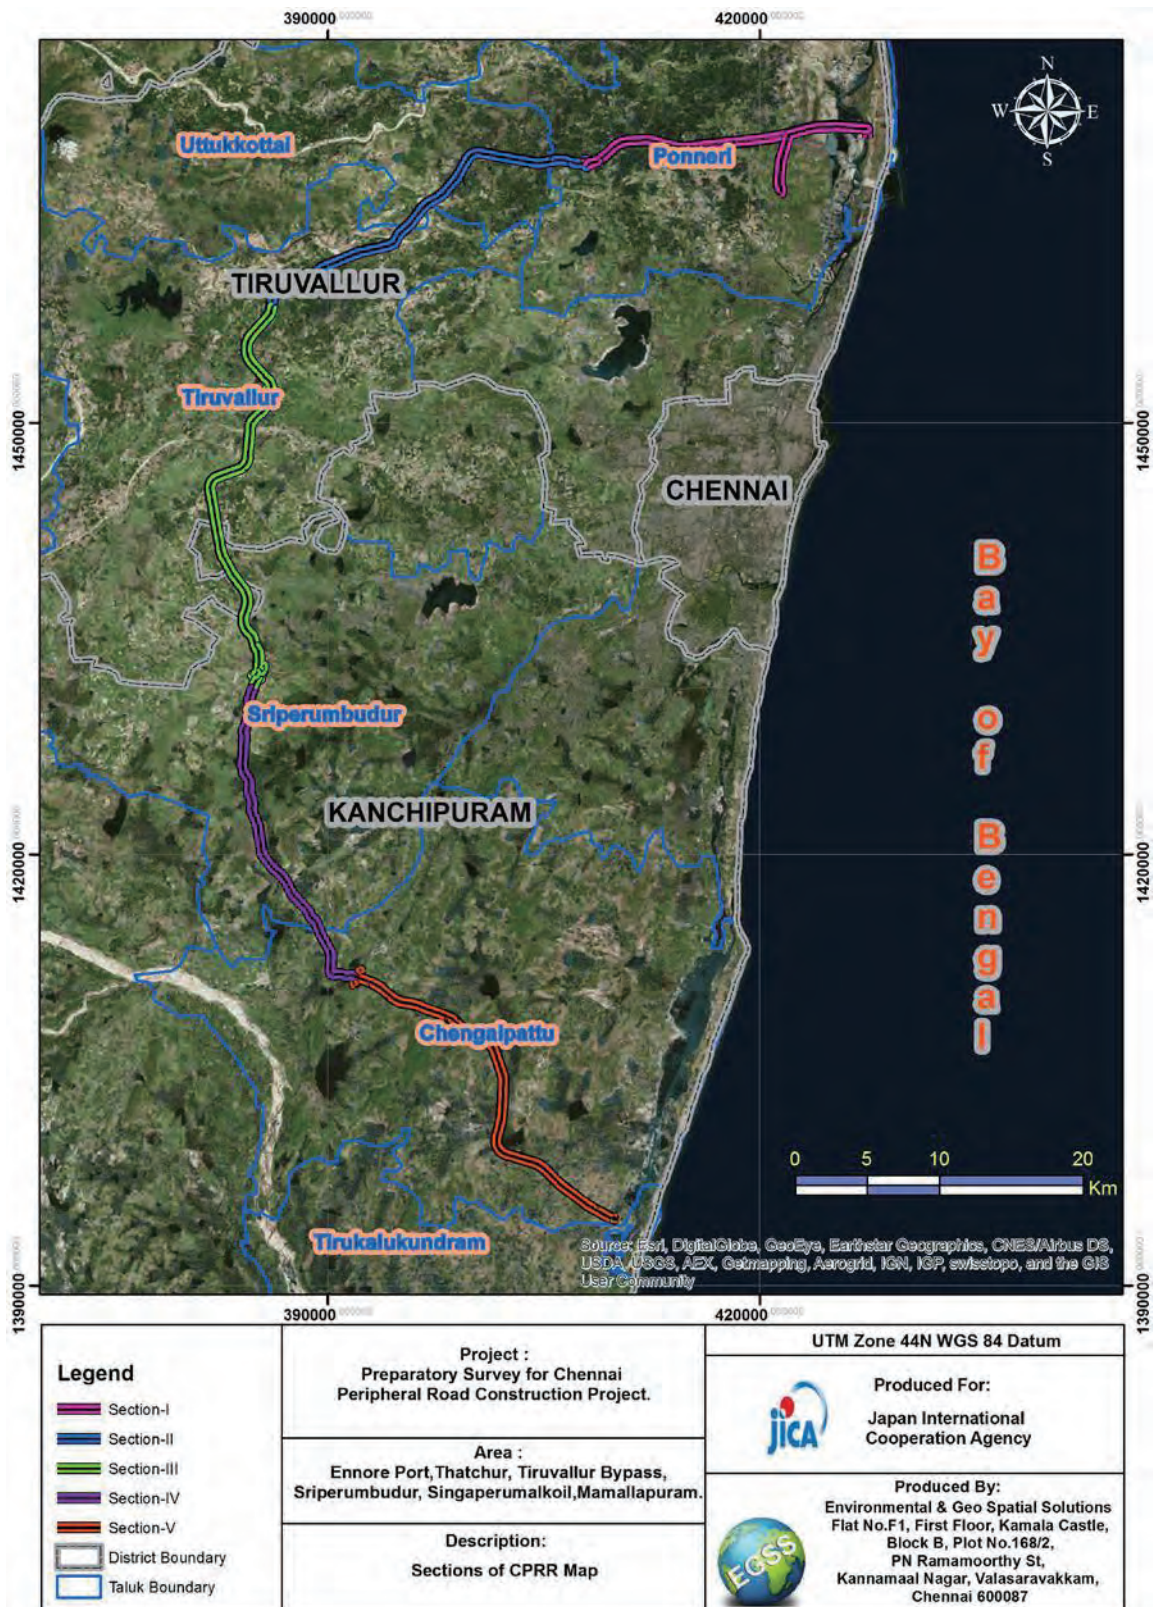 390000
420000
N
W
E
S
Uttukkottai
Ponneri
TIRUVALLUR
Tiruvallur
1450000
1450000
CHENNAI
Bay of Bengal
Sriperumbudur
KANCHIPURAM
1420000
1420000
Chengalpattu
0 5 10 20
Km
Tirukalukundram
Source: Esri, DigitalGlobe, GeoEye, Earthstar Geographics, CNES/Airbus DS,
USDA, USGS, AEX, Getmapping, Aerogrid, IGN, IGP, swisstopo, and the GIS
User Community
1390000
1390000
390000
420000
Legend
Section-I
Section-II
Section-III
Section-IV
Section-V
District Boundary
Taluk Boundary
Project :
Preparatory Survey for Chennai
Peripheral Road Construction Project.
Area :
Ennore Port,Thatchur, Tiruvallur Bypass,
Sriperumbudur, Singaperumalkoil,Mamallapuram.
Description:
Sections of CPRR Map
UTM Zone 44N WGS 84 Datum
Produced For:
jICA
Japan International
Cooperation Agency
Produced By:
EGSS
Environmental & Geo Spatial Solutions
Flat No.F1, First Floor, Kamala Castle,
Block B, Plot No.168/2,
PN Ramamoorthy St,
Kannamaal Nagar, Valasaravakkam,
Chennai 600087